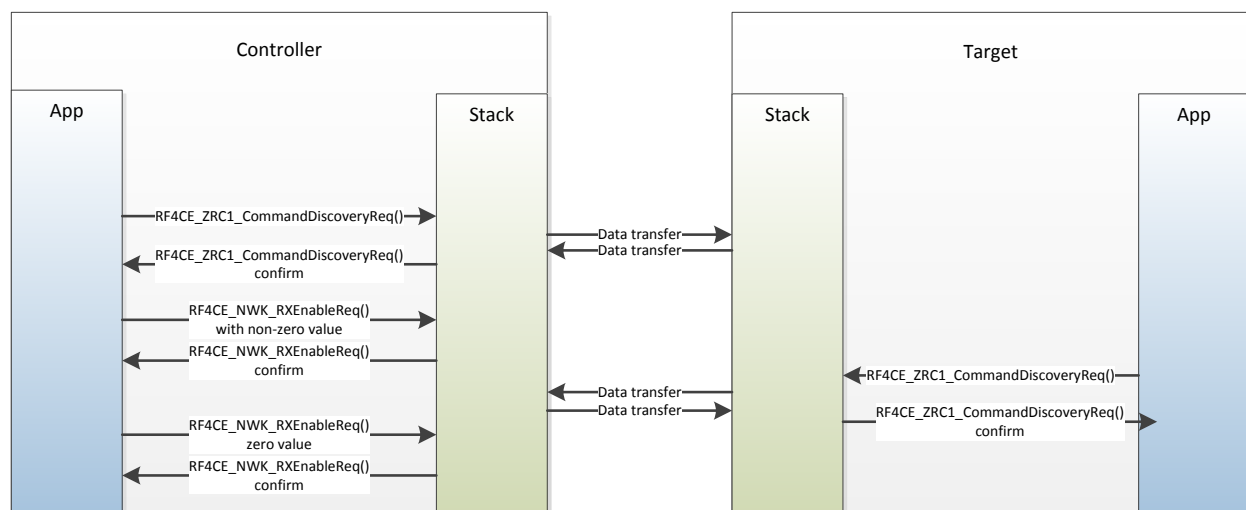 Controller
Target
App
Stack
Stack
App
RF4CE_ZRC1_CommandDiscoveryReq()
Data transfer
Data transfer
RF4CE_ZRC1_CommandDiscoveryReq()
confirm
RF4CE_NWK_RXEnableReq()
with non-zero value
RF4CE_NWK_RXEnableReq()
confirm
RF4CE_ZRC1_CommandDiscoveryReq()
Data transfer
Data transfer
RF4CE_ZRC1_CommandDiscoveryReq()
confirm
RF4CE_NWK_RXEnableReq()
zero value
RF4CE_NWK_RXEnableReq()
confirm